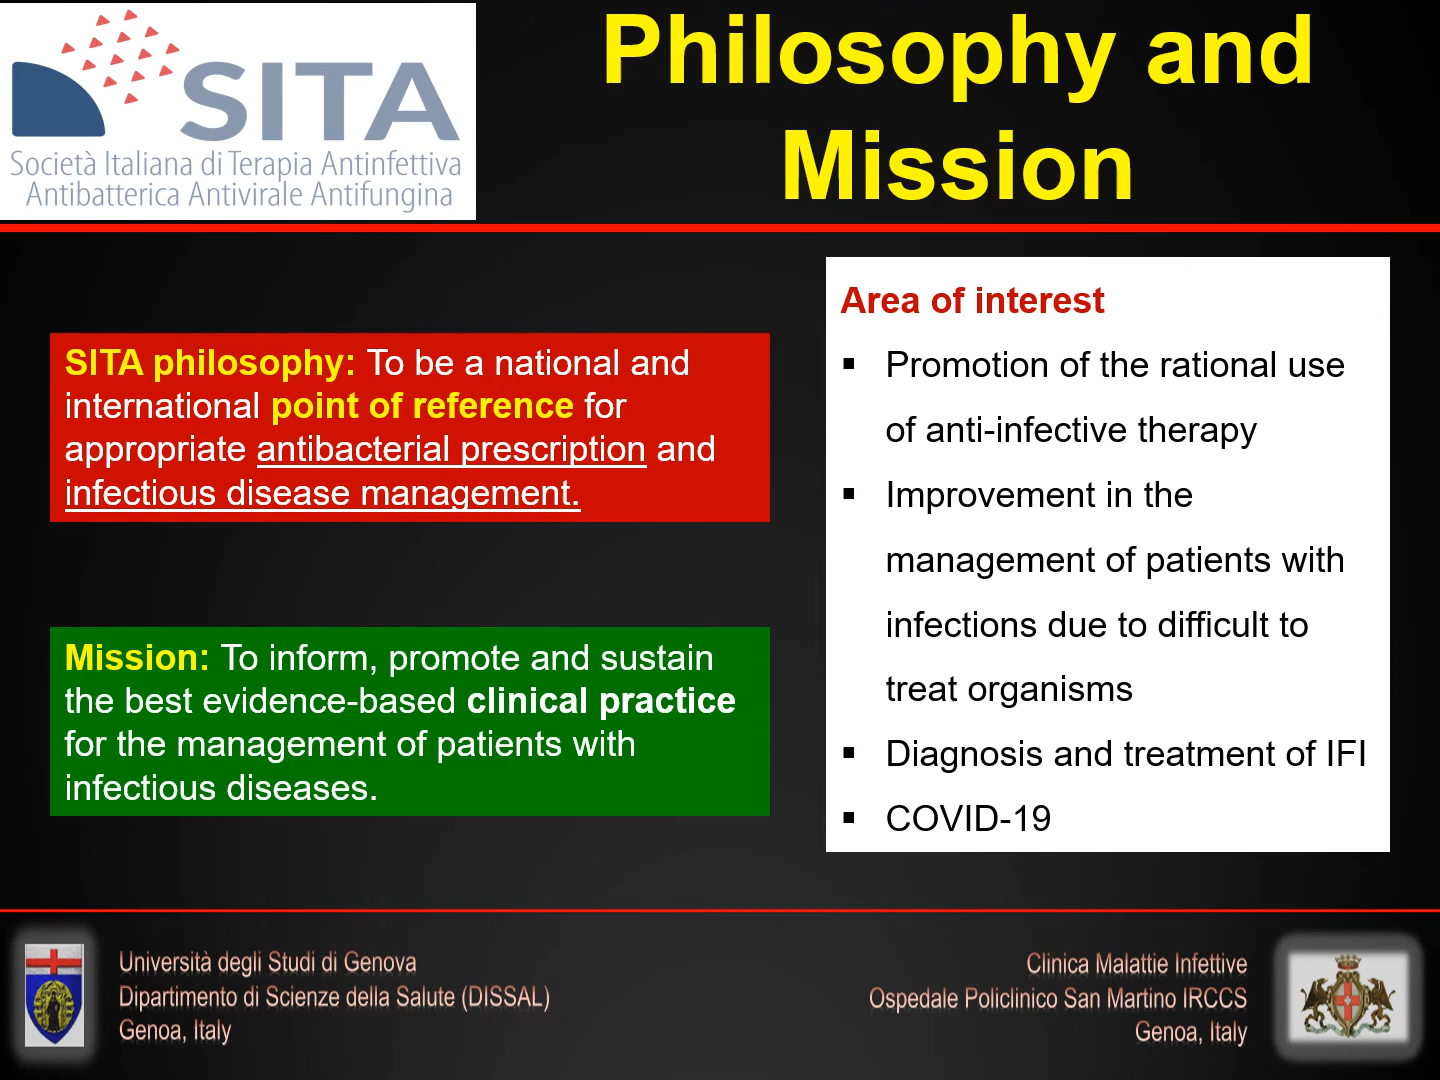 SITA
Società Italiana di Terapia Antinfettiva
Antibatterica Antivirale Antifungina
Philosophy and
Mission
SITA philosophy: To be a national and
international point of reference for
appropriate antibacterial prescription and
infectious disease management.
Mission: To inform, promote and sustain
the best evidence-based clinical practice
for the management of patients with
infectious diseases.
Area of interest
▪ Promotion of the rational use
of anti-infective therapy
▪ Improvement in the
management of patients with
infections due to difficult to
treat organisms
▪ Diagnosis and treatment of IFI
▪ COVID-19
Università degli Studi di Genova
Dipartimento di Scienze della Salute (DISSAL)
Genoa, Italy
Clinica Malattie Infettive
Ospedale Policlinico San Martino IRCCS
Genoa, Italy